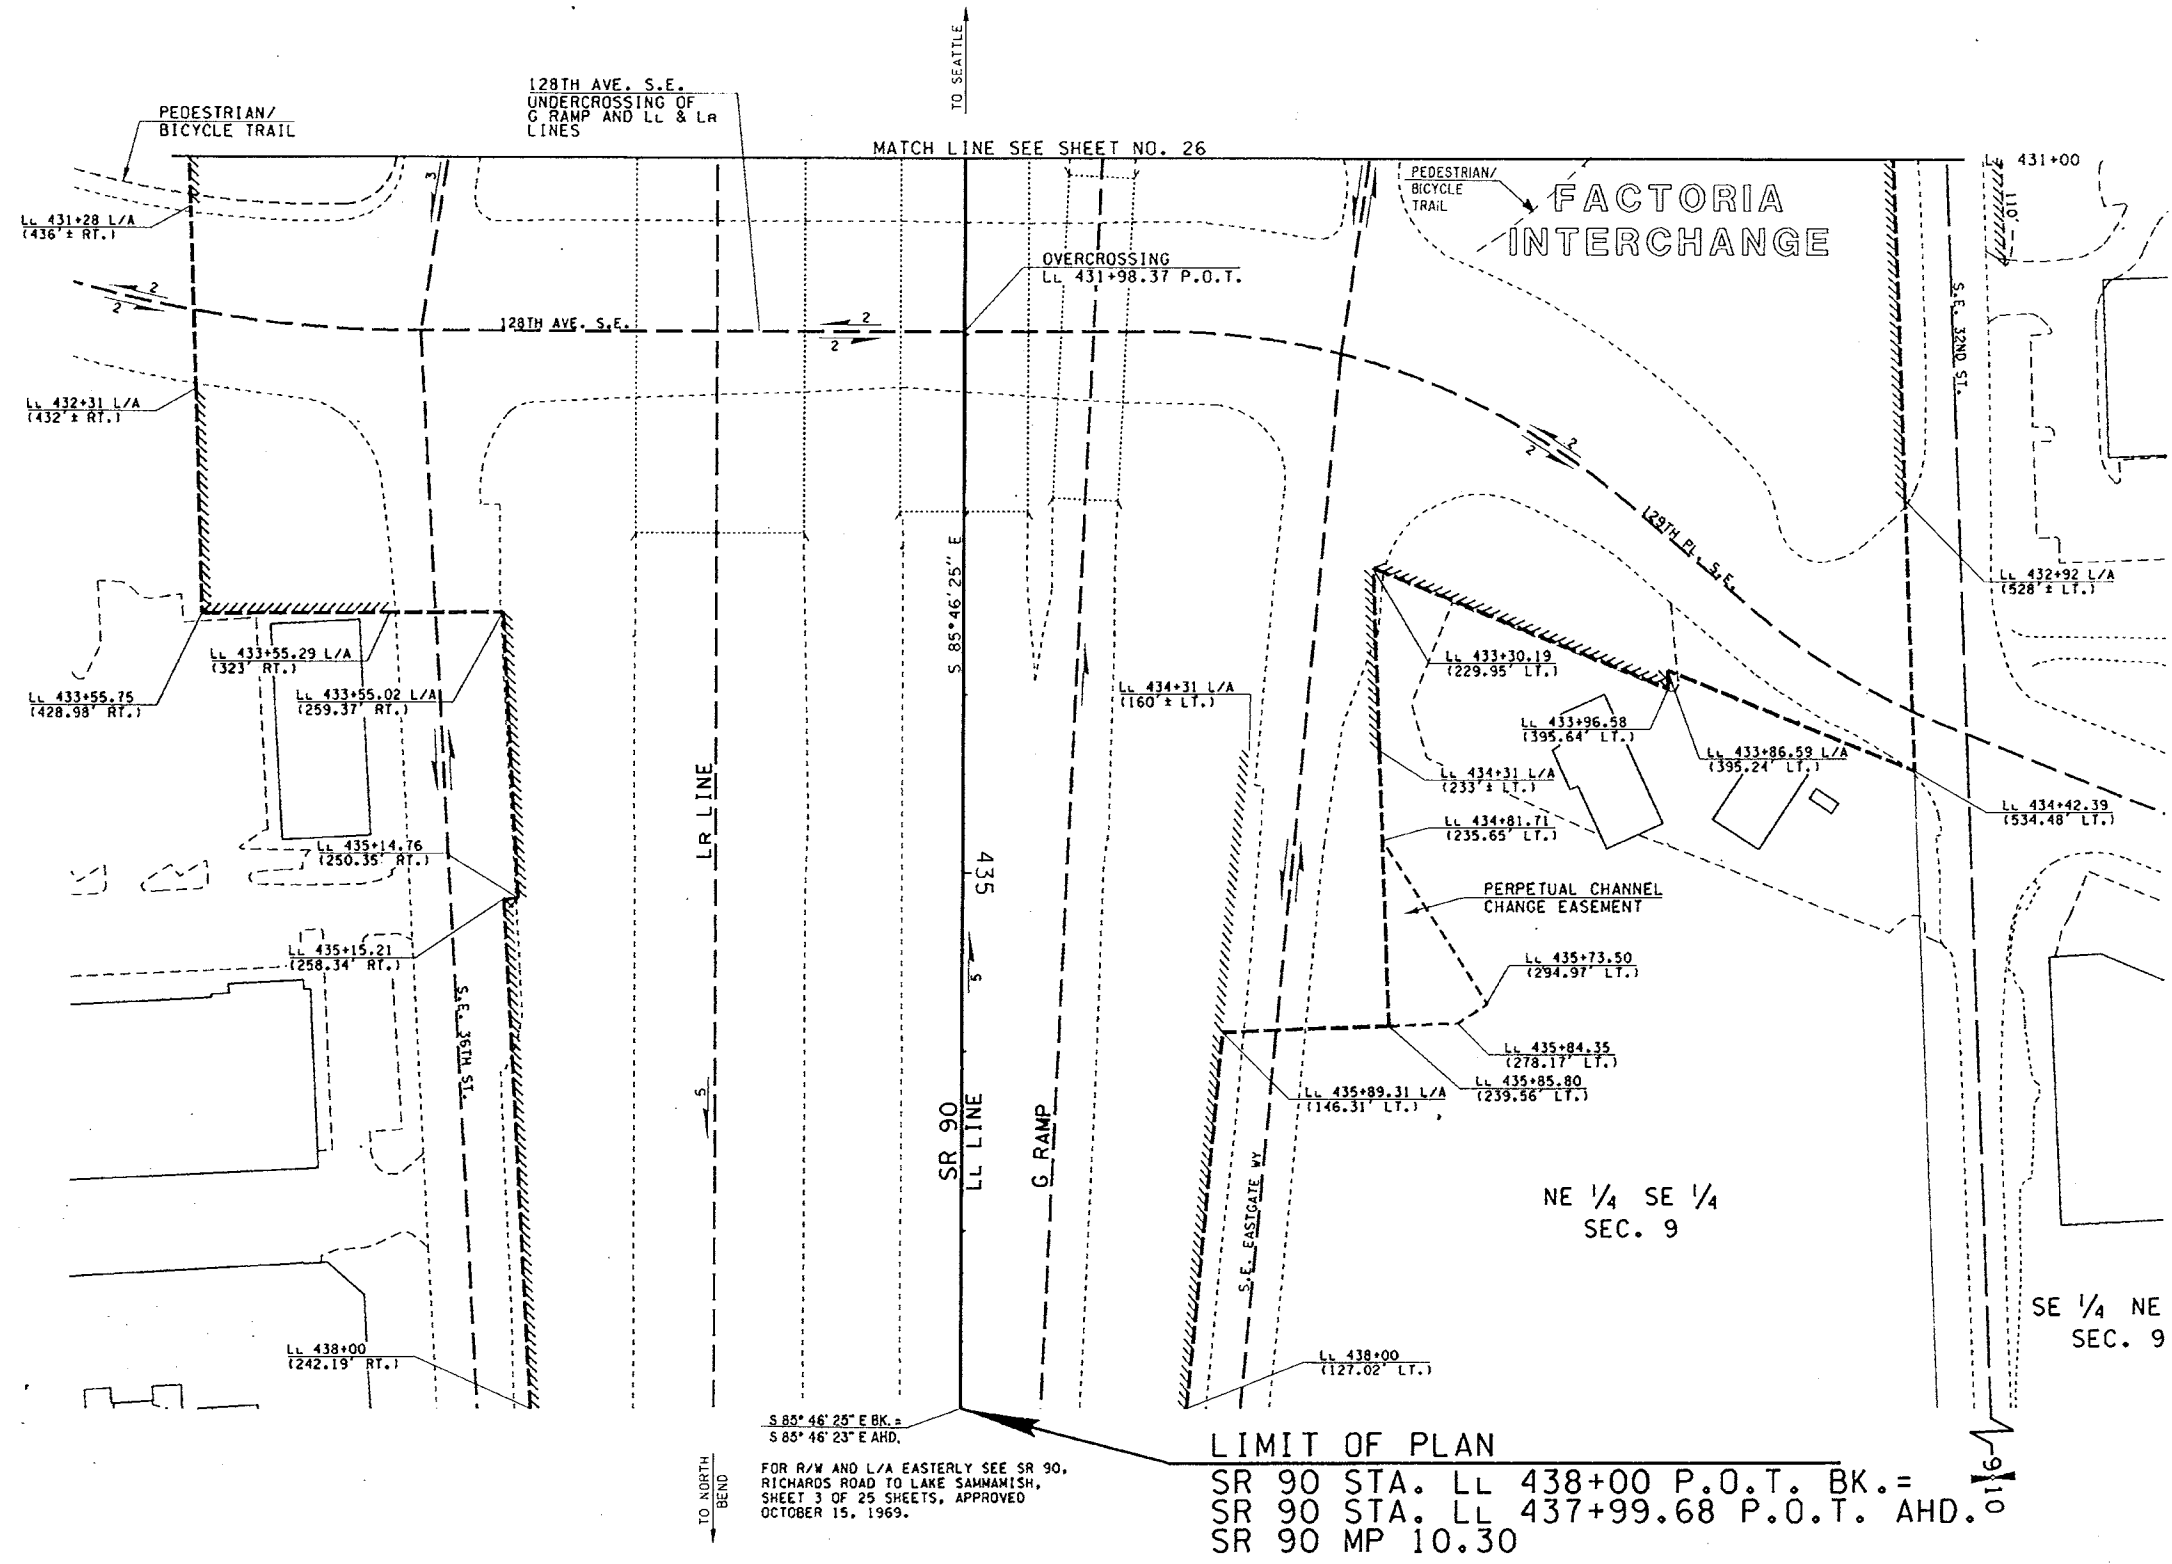 TO SEATTLE
128TH AVE. S.E.
UNDERCROSSING OF
G RAMP AND LL & LR
LINES
PEDESTRIAN/
BICYCLE TRAIL
MATCH LINE SEE SHEET NO. 26
LL 431+00
PEDESTRIAN/
BICYCLE
TRAIL
FACTORIA
INTERCHANGE
110'
3
LL 431+28 L/A
(436' ± RT.)
OVERCROSSING
LL 431+98.37 P.O.T.
2
2
128TH AVE. S.E.
2
2
S.E. 32ND ST.
LL 432+31 L/A
(432' ± RT.)
2
2
129TH PL. S.E.
S 85°46'25" E
LL 432+92 L/A
(528' ± LT.)
LL 433+55.29 L/A
(323' RT.)
LL 433+30.19
(229.95' LT.)
LL 433+55.75
(428.98' RT.)
LL 433+55.02 L/A
(259.37' RT.)
LL 434+31 L/A
(160' ± LT.)
LL 433+96.58
(395.64' LT.)
LL 433+86.59 L/A
(395.24' LT.)
LL 434+31 L/A
(233' ± LT.)
LL 434+42.39
(534.48' LT.)
LR LINE
LL 434+81.71
(235.65' LT.)
LL 435+14.76
(250.35' RT.)
435
PERPETUAL CHANNEL
CHANGE EASEMENT
LL 435+15.21
(258.34' RT.)
5
LL 435+73.50
(294.97' LT.)
S.E. 36TH ST.
LL 435+84.35
(278.17' LT.)
LL 435+85.80
(239.56' LT.)
LL 435+89.31 L/A
(146.31' LT.)
5
SR 90
LL LINE
G RAMP
S.E. EASTGATE WY
NE 1/4 SE 1/4
SEC. 9
SE 1/4 NE
SEC. 9
LL 438+00
(242.19' RT.)
LL 438+00
(127.02' LT.)
S 85°46'25" E BK.=
S 85°46'23" E AHD.
LIMIT OF PLAN
SR 90 STA. LL 438+00 P.O.T. BK.=
SR 90 STA. LL 437+99.68 P.O.T. AHD.
SR 90 MP 10.30
9
10
TO NORTH
BEND
FOR R/W AND L/A EASTERLY SEE SR 90,
RICHARDS ROAD TO LAKE SAMMAMISH,
SHEET 3 OF 25 SHEETS, APPROVED
OCTOBER 15, 1969.